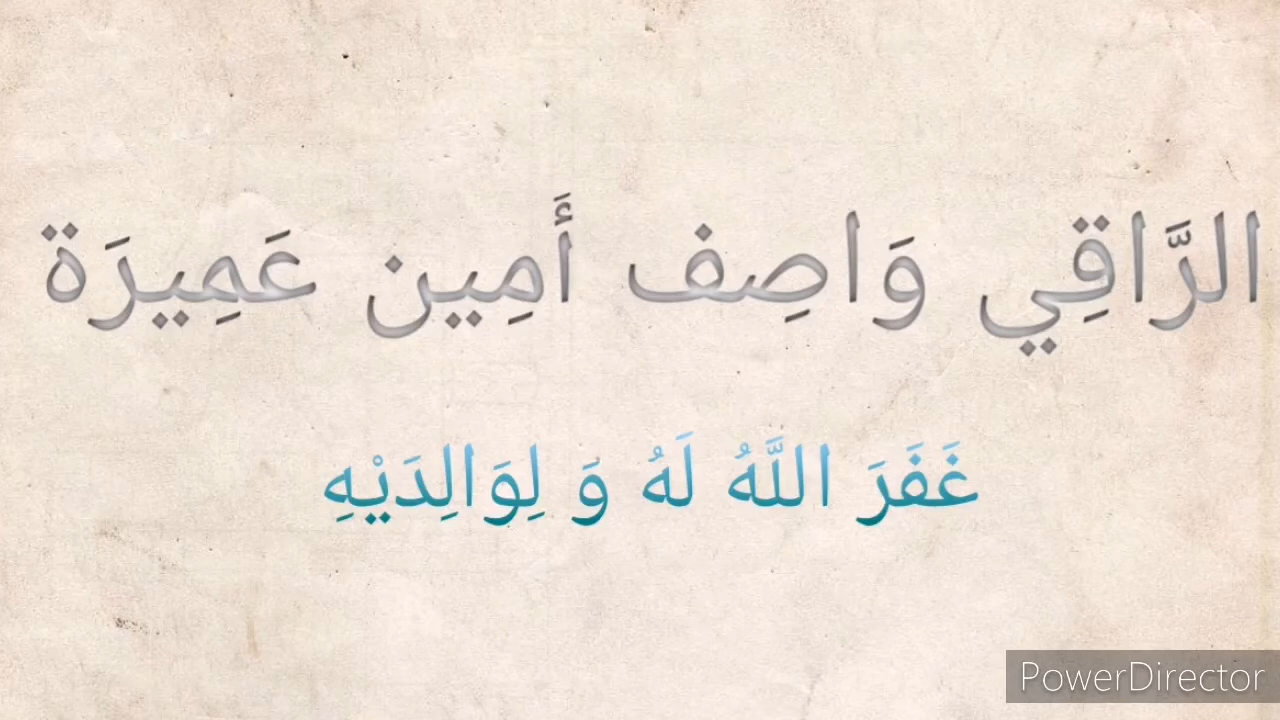 الرَّاقِي وَاصِف أَمِين عَمِيرَة
غَفَرَ اللَّهُ لَهُ وَ لِوَالِدَيْهِ
PowerDirector